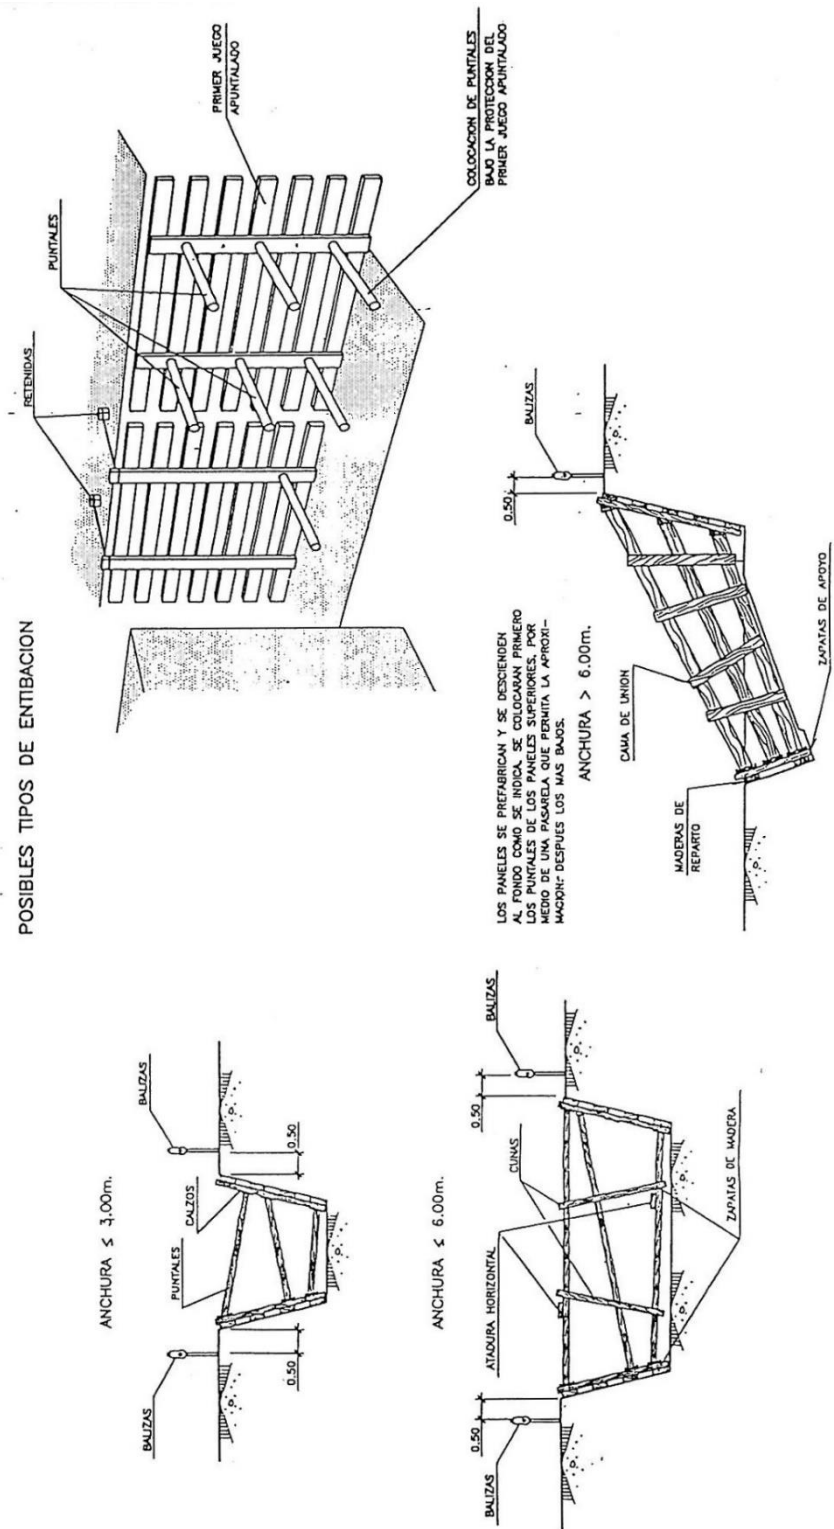 POSIBLES TIPOS DE ENTIBACION
ANCHURA ≤ 3,00m.
BALIZAS
PUNTALES
CALZOS
BALIZAS
0.50
0.50
ANCHURA ≤ 6.00m.
BALIZAS
0.50
ATADURA HORIZONTAL
CUNAS
0.50
BALIZAS
ZAPATAS DE MADERA
RETENIDAS
PUNTALES
PRIMER JUEGO
APUNTALADO
COLOCACION DE PUNTALES
BAJO LA PROTECCION DEL
PRIMER JUEGO APUNTALADO
LOS PANELES SE PREFABRICAN Y SE DESCIENDEN
AL FONDO COMO SE INDICA. SE COLOCARAN PRIMERO
LOS PUNTALES DE LOS PANELES SUPERIORES, POR
MEDIO DE UNA PASARELA QUE PERMITA LA APROXI-
MACION: DESPUES LOS MAS BAJOS.
ANCHURA > 6.00m.
MADERAS DE
REPARTO
CAMA DE UNION
0.50
BALIZAS
ZAPATAS DE APOYO